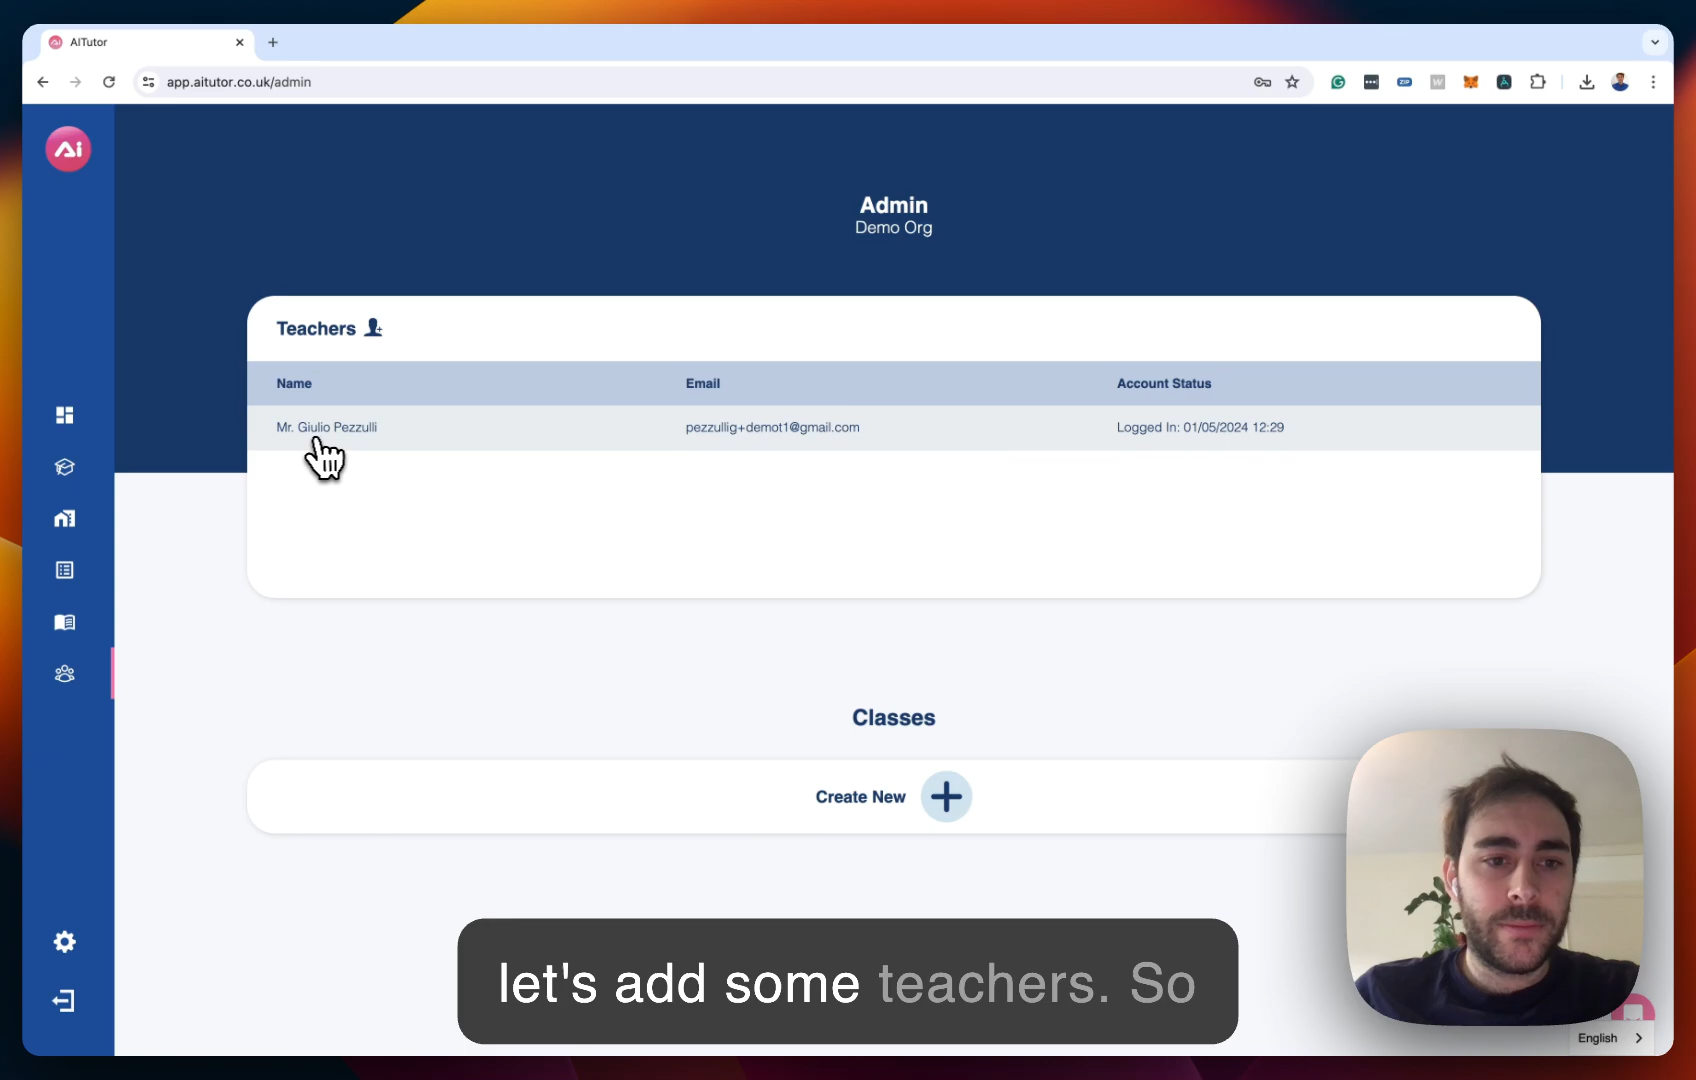 AITutor
app.aitutor.co.uk/admin
ZIP
W
Ai
Admin
Demo Org
Teachers
Name Email Account Status
Mr. Giulio Pezzulli pezzullig+demot1@gmail.com Logged In: 01/05/2024 12:29
Classes
Create New
let's add some teachers. So
English